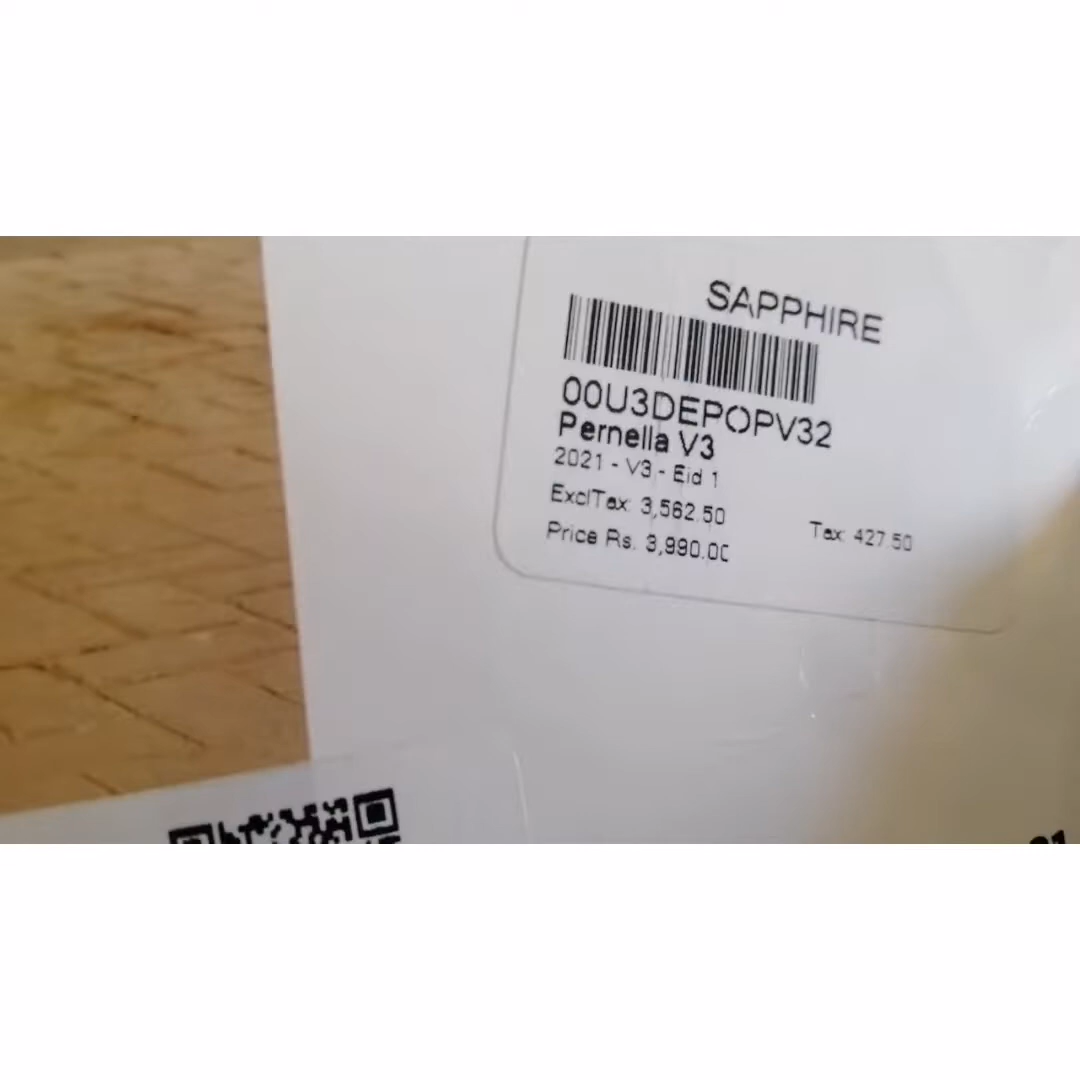 SAPPHIRE
00U3DEPOPV32
Pernella V3
2021 - V3 - Eid 1
ExclTax: 3,562.50 Tax: 427.50
Price Rs. 3,990.00